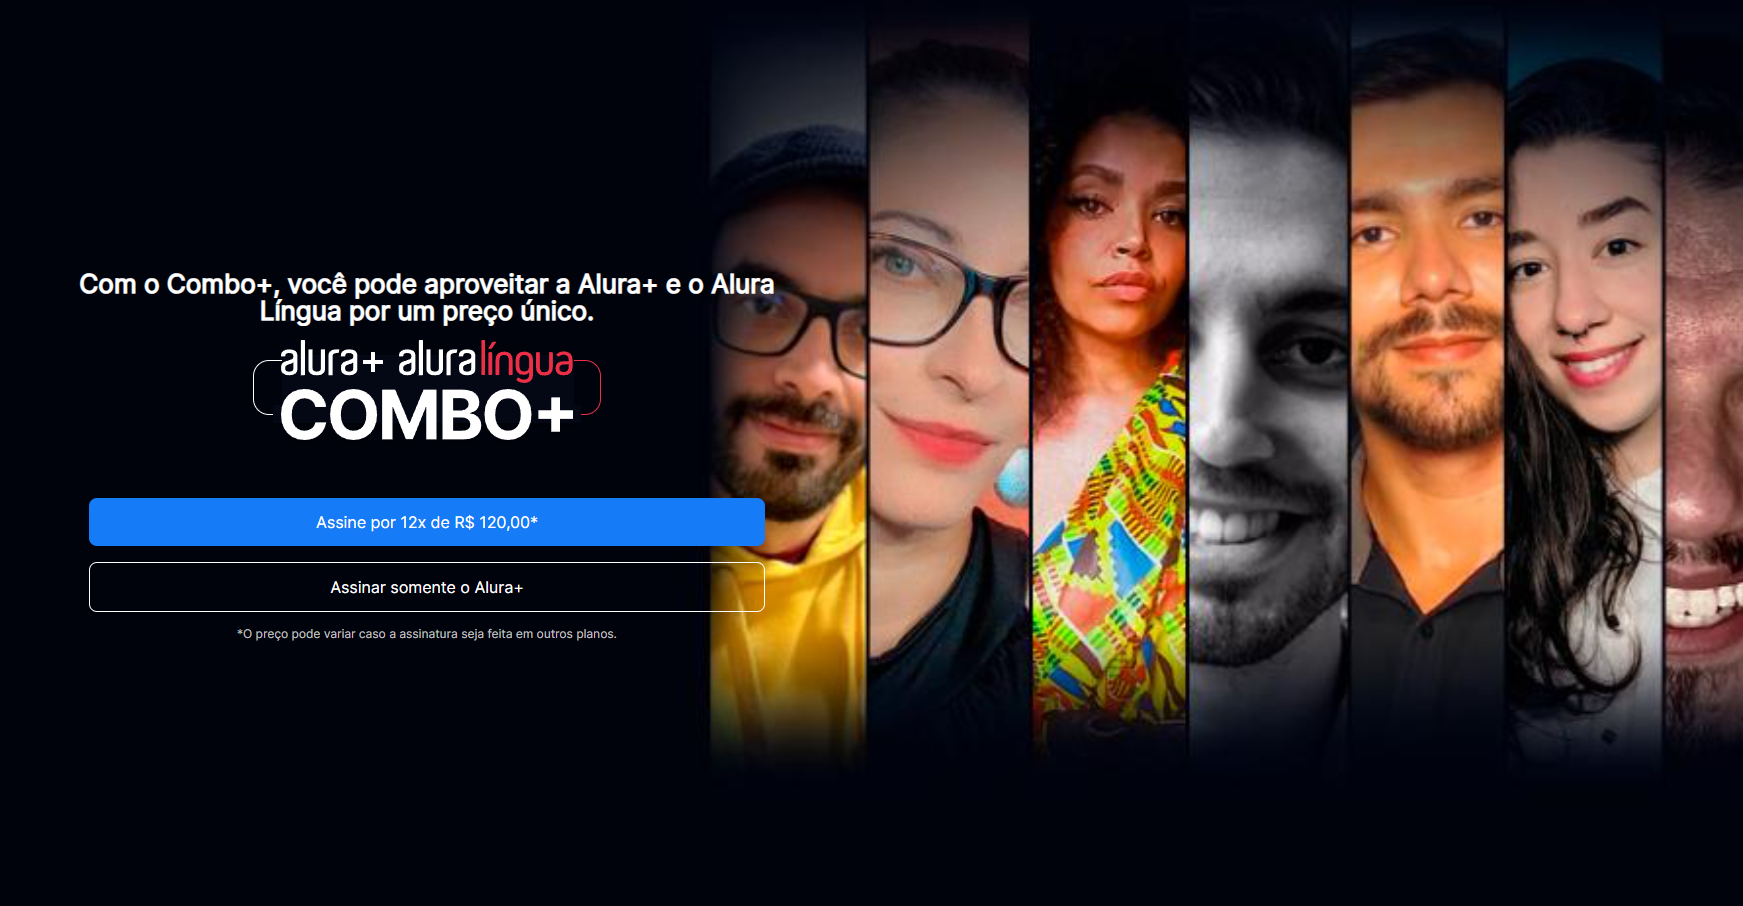 Com o Combo+, você pode aproveitar a Alura+ e o Alura
Língua por um preço único.
alura+ alura língua
COMBO+
Assine por 12x de R$ 120,00*
Assinar somente o Alura+
*O preço pode variar caso a assinatura seja feita em outros planos.